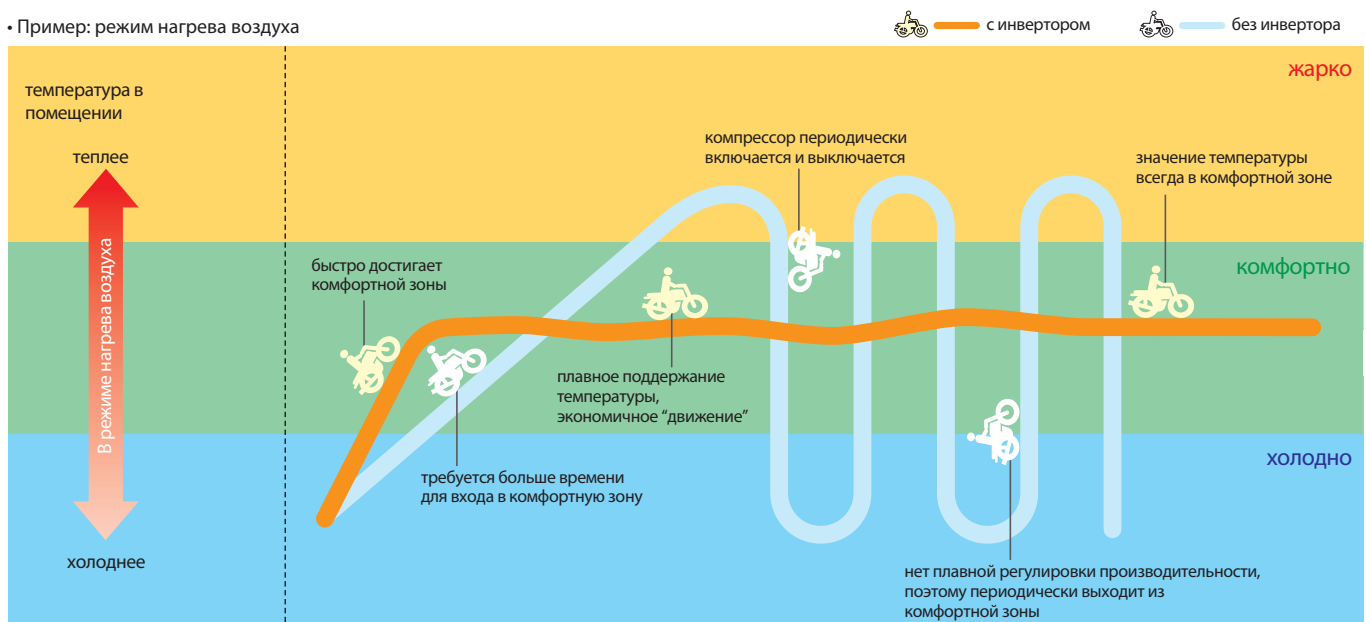 • Пример: режим нагрева воздуха
с инвертором
без инвертора
жарко
температура в
помещении
теплее
компрессор периодически
включается и выключается
значение температуры
всегда в комфортной зоне
В режиме нагрева воздуха
быстро достигает
комфортной зоны
комфортно
плавное поддержание
температуры,
экономичное “движение”
требуется больше времени
для входа в комфортную зону
холодно
холоднее
нет плавной регулировки производительности,
поэтому периодически выходит из
комфортной зоны